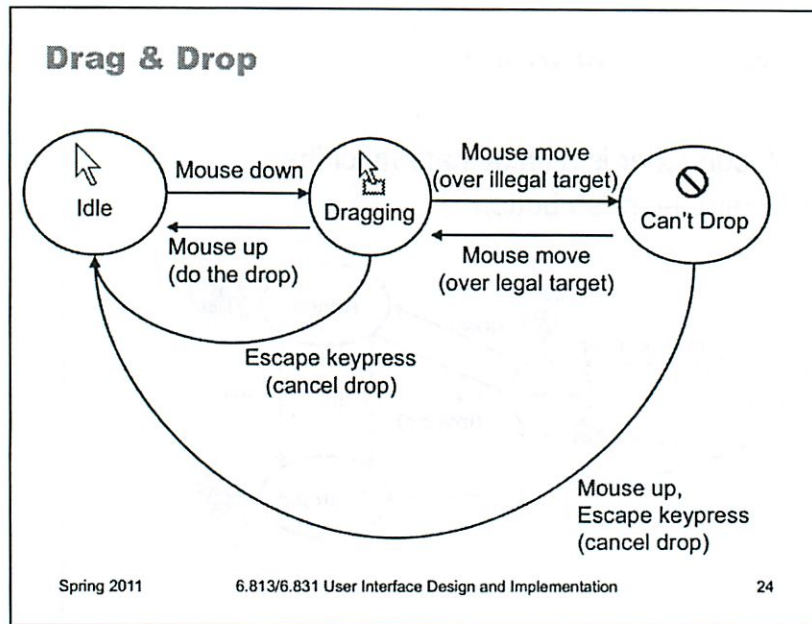 Drag & Drop
Idle
Mouse down
Mouse up
(do the drop)
Dragging
Mouse move
(over illegal target)
Mouse move
(over legal target)
Can't Drop
Escape keypress
(cancel drop)
Mouse up,
Escape keypress
(cancel drop)
Spring 2011
6.813/6.831 User Interface Design and Implementation
24